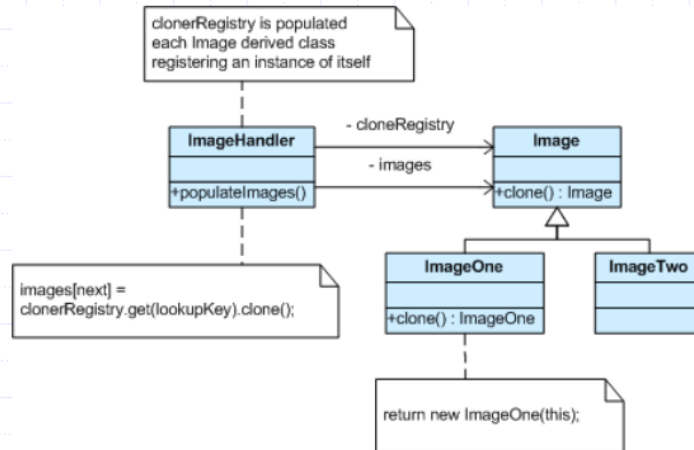 clonerRegistry is populated
each Image derived class
registering an instance of itself
ImageHandler
+populateImages()
- cloneRegistry
- images
Image
+clone() : Image
images[next] =
clonerRegistry.get(lookupKey).clone();
ImageOne
+clone() : ImageOne
ImageTwo
return new ImageOne(this);